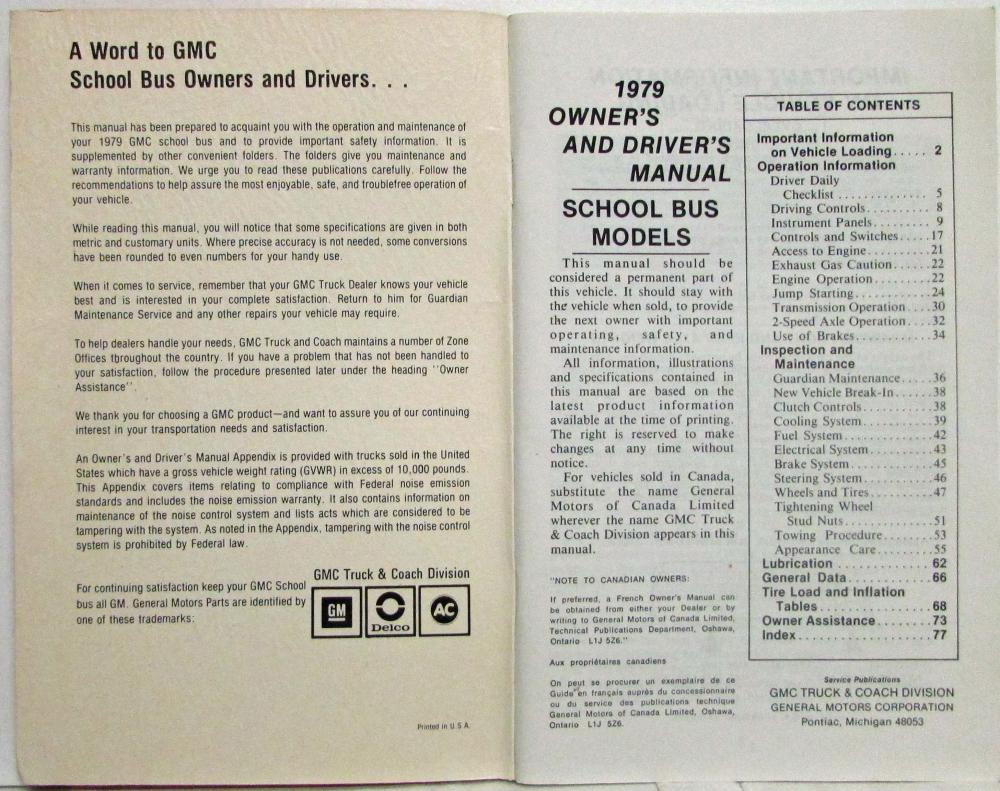 A Word to GMC
School Bus Owners and Drivers. . .
This manual has been prepared to acquaint you with the operation and maintenance of
your 1979 GMC school bus and to provide important safety information. It is
supplemented by other convenient folders. The folders give you maintenance and
warranty information. We urge you to read these publications carefully. Follow the
recommendations to help assure the most enjoyable, safe, and troublefree operation of
your vehicle.
While reading this manual, you will notice that some specifications are given in both
metric and customary units. Where precise accuracy is not needed, some conversions
have been rounded to even numbers for your handy use.
When it comes to service, remember that your GMC Truck Dealer knows your vehicle
best and is interested in your complete satisfaction. Return to him for Guardian
Maintenance Service and any other repairs your vehicle may require.
To help dealers handle your needs, GMC Truck and Coach maintains a number of Zone
Offices throughout the country. If you have a problem that has not been handled to
your satisfaction, follow the procedure presented later under the heading ''Owner
Assistance''.
We thank you for choosing a GMC product—and want to assure you of our continuing
interest in your transportation needs and satisfaction.
An Owner's and Driver's Manual Appendix is provided with trucks sold in the United
States which have a gross vehicle weight rating (GVWR) in excess of 10,000 pounds.
This Appendix covers items relating to compliance with Federal noise emission
standards and includes the noise emission warranty. It also contains information on
maintenance of the noise control system and lists acts which are considered to be
tampering with the system. As noted in the Appendix, tampering with the noise control
system is prohibited by Federal law.
GMC Truck & Coach Division
For continuing satisfaction keep your GMC School
bus all GM. General Motors Parts are identified by
one of these trademarks:
GM
Delco
AC
Printed in U.S.A.
1979
OWNER'S
AND DRIVER'S
MANUAL
SCHOOL BUS
MODELS
This manual should be
considered a permanent part of
this vehicle. It should stay with
the vehicle when sold, to provide
the next owner with important
operating, safety, and
maintenance information.
All information, illustrations
and specifications contained in
this manual are based on the
latest product information
available at the time of printing.
The right is reserved to make
changes at any time without
notice.
For vehicles sold in Canada,
substitute the name General
Motors of Canada Limited
wherever the name GMC Truck
& Coach Division appears in this
manual.
"NOTE TO CANADIAN OWNERS:
If preferred, a French Owner's Manual can
be obtained from either your Dealer or by
writing to General Motors of Canada Limited,
Technical Publications Department, Oshawa,
Ontario L1J 5Z6."
Aux propriétaires canadiens
On peut se procurer un exemplaire de ce
Guide en français auprès du concessionnaire
ou du service des publications technique
General Motors of Canada Limited, Oshawa,
Ontario L1J 5Z6.
TABLE OF CONTENTS
Important Information
on Vehicle Loading..... 2
Operation Information
Driver Daily
Checklist .............. 5
Driving Controls......... 8
Instrument Panels........ 9
Controls and Switches.....17
Access to Engine..........21
Exhaust Gas Caution......22
Engine Operation.........22
Jump Starting............24
Transmission Operation....30
2-Speed Axle Operation....32
Use of Brakes............34
Inspection and
Maintenance
Guardian Maintenance.....36
New Vehicle Break-In......38
Clutch Controls..........38
Cooling System...........39
Fuel System.............42
Electrical System.........43
Brake System............45
Steering System..........46
Wheels and Tires.........47
Tightening Wheel
Stud Nuts.............51
Towing Procedure........53
Appearance Care.........55
Lubrication .............62
General Data............66
Tire Load and Inflation
Tables................68
Owner Assistance........73
Index...................77
Service Publications
GMC TRUCK & COACH DIVISION
GENERAL MOTORS CORPORATION
Pontiac, Michigan 48053